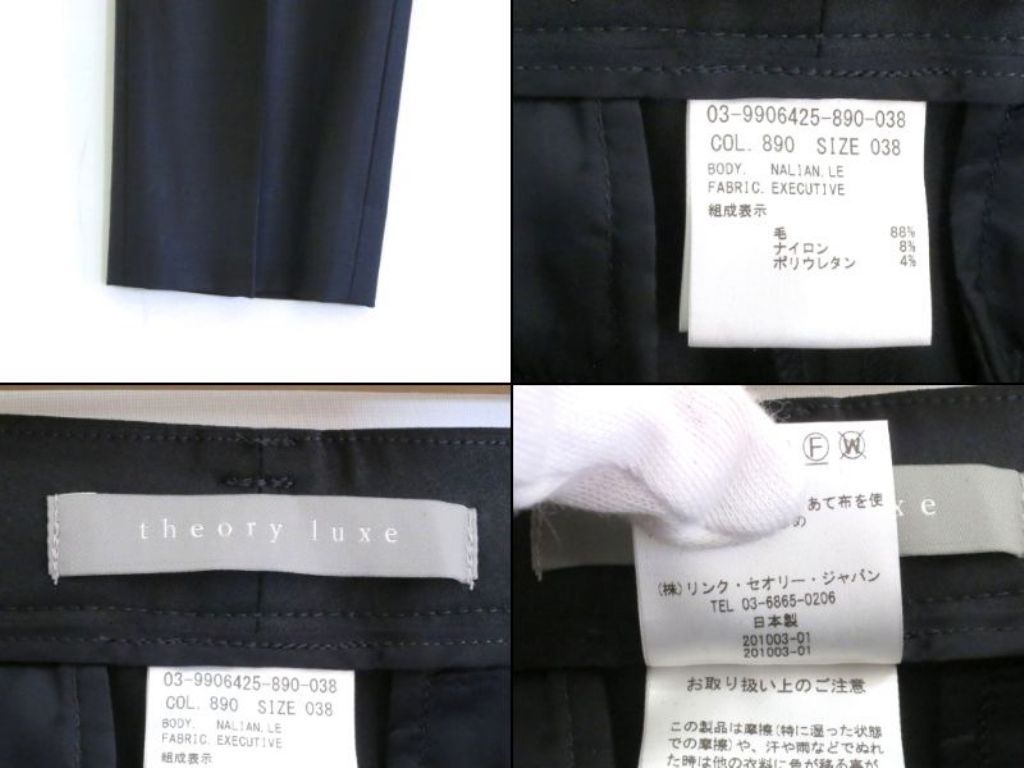 03-9906425-890-038
COL. 890 SIZE 038
BODY. NALIAN.LE
FABRIC. EXECUTIVE
組成表示
毛 88%
ナイロン 8%
ポリウレタン 4%
theory luxe
03-9906425-890-038
COL. 890 SIZE 038
BODY. NALIAN.LE
FABRIC. EXECUTIVE
組成表示
F W
xe
あて布を使
の
(株)リンク・セオリー・ジャパン
TEL 03-6865-0206
日本製
201003-01
201003-01
お取り扱い上のご注意
この製品は摩擦(特に湿った状態
での摩擦)や、汗や雨などでぬれ
た時は他の衣料に色が移る事が